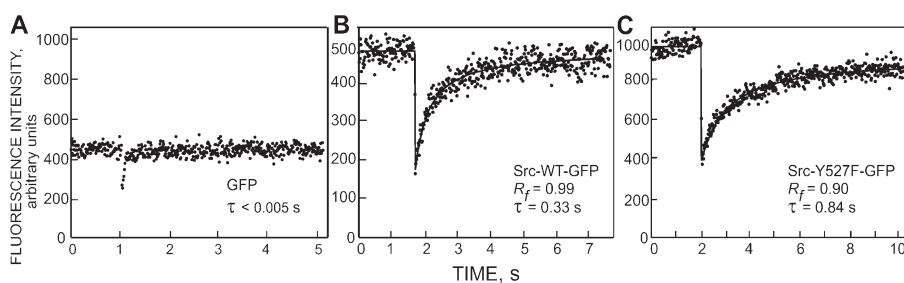 A
B
C
FLUORESCENCE INTENSITY,
arbitrary units
1000
800
600
400
200
0
0 1 2 3 4 5
GFP
τ < 0.005 s
500
400
300
200
100
0
0 1 2 3 4 5 6 7
Src-WT-GFP
Rf = 0.99
τ = 0.33 s
1000
800
600
400
200
0
0 2 4 6 8 10
Src-Y527F-GFP
Rf = 0.90
τ = 0.84 s
TIME, s